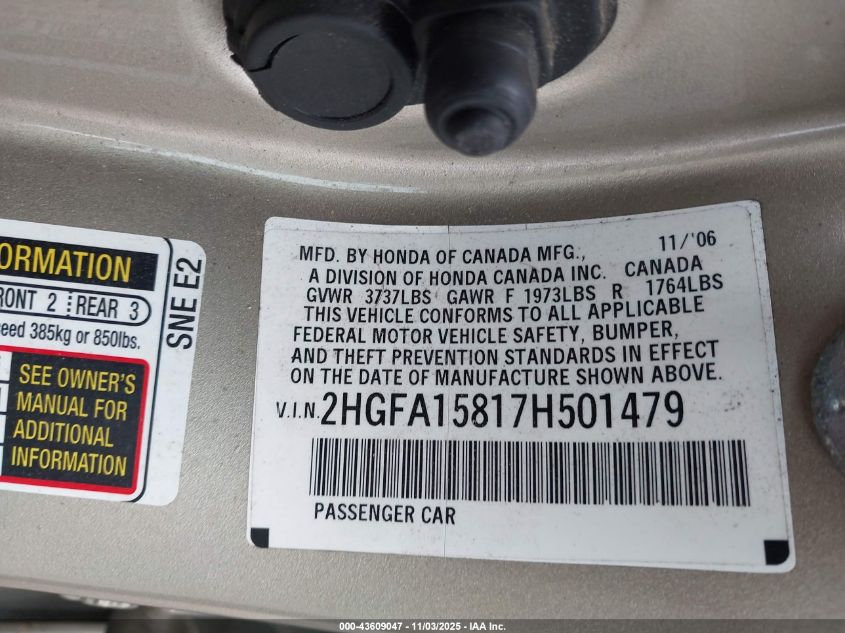 ORMATION
RONT 2 REAR 3
eed 385kg or 850lbs.
SEE OWNER'S
MANUAL FOR
ADDITIONAL
INFORMATION
SNE E2
11/'06
MFD. BY HONDA OF CANADA MFG.,
A DIVISION OF HONDA CANADA INC. CANADA
GVWR 3737LBS GAWR F 1973LBS R 1764LBS
THIS VEHICLE CONFORMS TO ALL APPLICABLE
FEDERAL MOTOR VEHICLE SAFETY, BUMPER,
AND THEFT PREVENTION STANDARDS IN EFFECT
ON THE DATE OF MANUFACTURE SHOWN ABOVE.
V.I.N. 2HGFA15817H501479
PASSENGER CAR
000-43609047 - 11/03/2025 - IAA Inc.